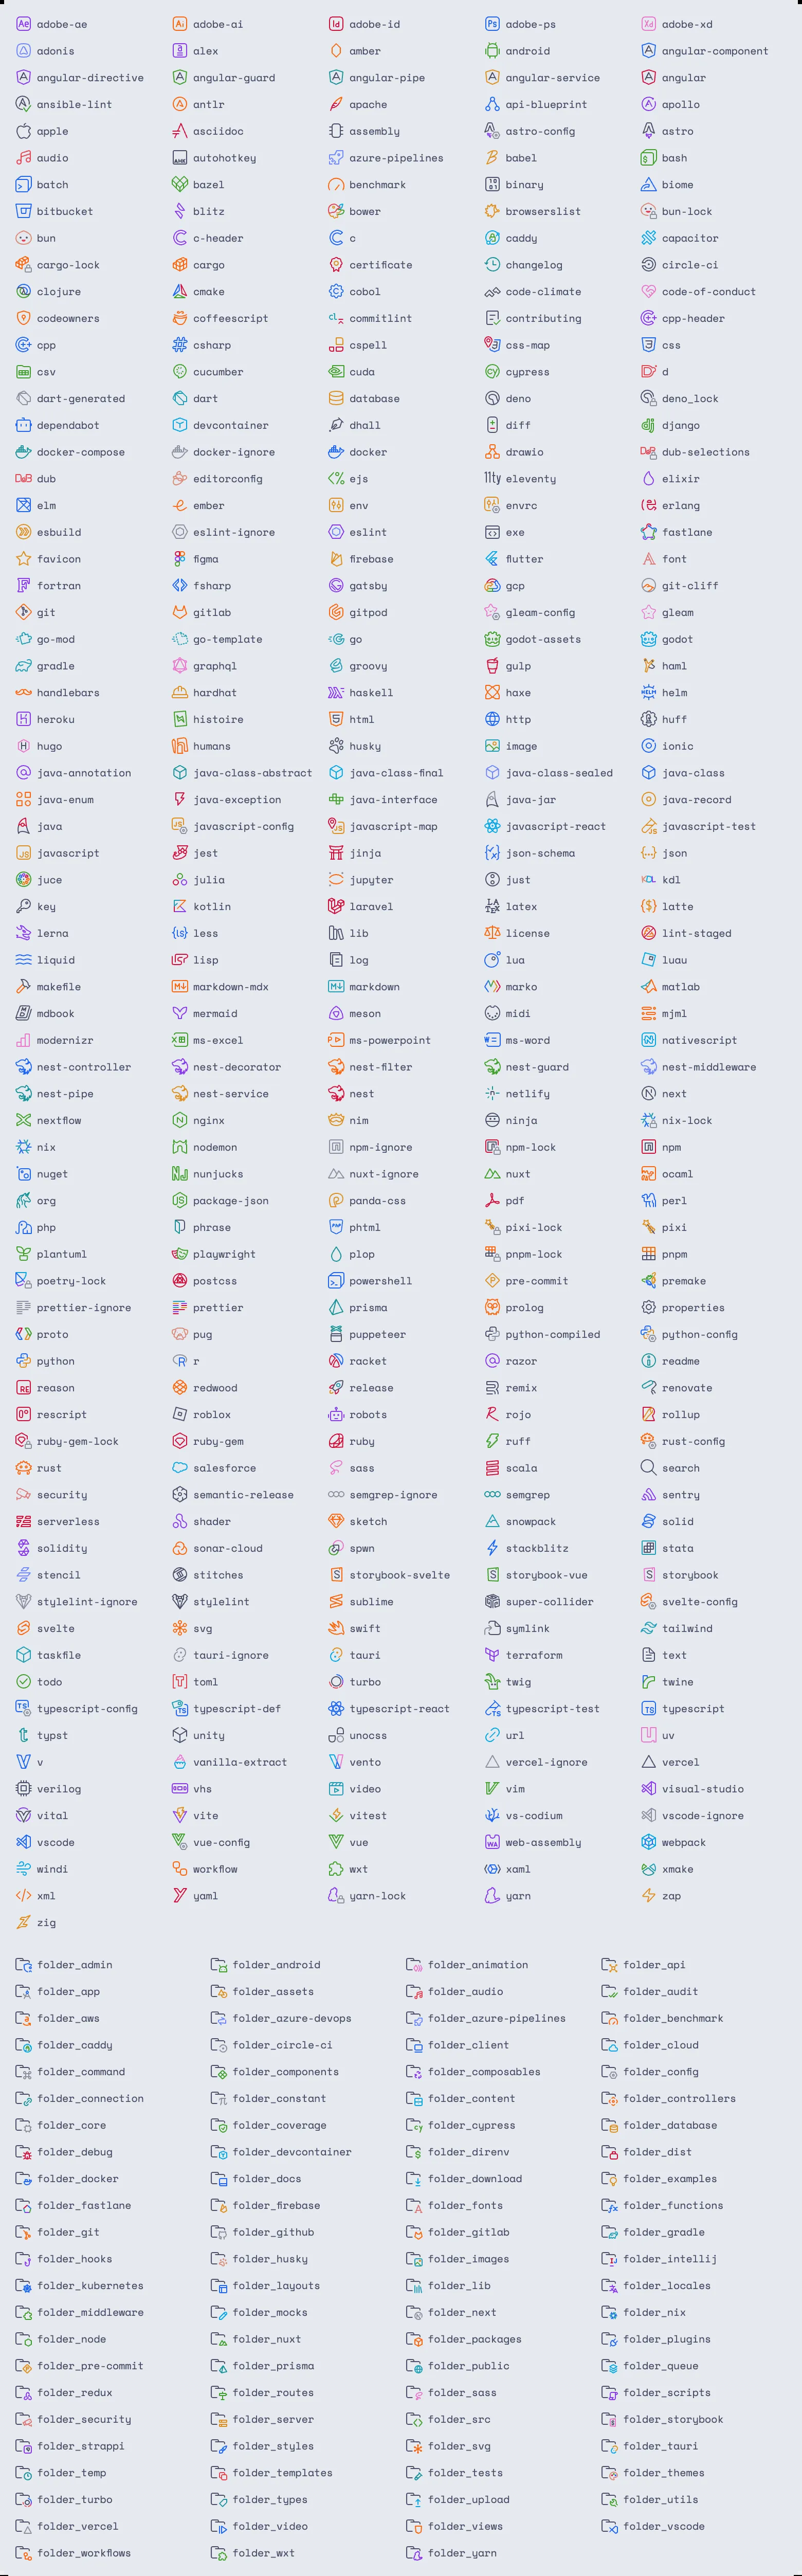 adobe-ae adobe-ai adobe-id adobe-ps adobe-xd
adonis alex amber android angular-component
angular-directive angular-guard angular-pipe angular-service angular
ansible-lint antlr apache api-blueprint apollo
apple asciidoc assembly astro-config astro
audio autohotkey azure-pipelines babel bash
batch bazel benchmark binary biome
bitbucket blitz bower browserslist bun-lock
bun c-header c caddy capacitor
cargo-lock cargo certificate changelog circle-ci
clojure cmake cobol code-climate code-of-conduct
codeowners coffeescript commitlint contributing cpp-header
cpp csharp cspell css-map css
csv cucumber cuda cypress d
dart-generated dart database deno deno_lock
dependabot devcontainer dhall diff django
docker-compose docker-ignore docker drawio dub-selections
dub editorconfig ejs eleventy elixir
elm ember env envrc erlang
esbuild eslint-ignore eslint exe fastlane
favicon figma firebase flutter font
fortran fsharp gatsby gcp git-cliff
git gitlab gitpod gleam-config gleam
go-mod go-template go godot-assets godot
gradle graphql groovy gulp haml
handlebars hardhat haskell haxe helm
heroku histoire html http huff
hugo humans husky image ionic
java-annotation java-class-abstract java-class-final java-class-sealed java-class
java-enum java-exception java-interface java-jar java-record
java javascript-config javascript-map javascript-react javascript-test
javascript jest jinja json-schema json
juce julia jupyter just kdl
key kotlin laravel latex latte
lerna less lib license lint-staged
liquid lisp log lua luau
makefile markdown-mdx markdown marko matlab
mdbook mermaid meson midi mjml
modernizr ms-excel ms-powerpoint ms-word nativescript
nest-controller nest-decorator nest-filter nest-guard nest-middleware
nest-pipe nest-service nest netlify next
nextflow nginx nim ninja nix-lock
nix nodemon npm-ignore npm-lock npm
nuget nunjucks nuxt-ignore nuxt ocaml
org package-json panda-css pdf perl
php phrase phtml pixi-lock pixi
plantuml playwright plop pnpm-lock pnpm
poetry-lock postcss powershell pre-commit premake
prettier-ignore prettier prisma prolog properties
proto pug puppeteer python-compiled python-config
python r racket razor readme
reason redwood release remix renovate
rescript roblox robots rojo rollup
ruby-gem-lock ruby-gem ruby ruff rust-config
rust salesforce sass scala search
security semantic-release semgrep-ignore semgrep sentry
serverless shader sketch snowpack solid
solidity sonar-cloud spwn stackblitz stata
stencil stitches storybook-svelte storybook-vue storybook
stylelint-ignore stylelint sublime super-collider svelte-config
svelte svg swift symlink tailwind
taskfile tauri-ignore tauri terraform text
todo toml turbo twig twine
typescript-config typescript-def typescript-react typescript-test typescript
typst unity unocss url uv
v vanilla-extract vento vercel-ignore vercel
verilog vhs video vim visual-studio
vital vite vitest vs-codium vscode-ignore
vscode vue-config vue web-assembly webpack
windi workflow wxt xaml xmake
xml yaml yarn-lock yarn zap
zig
folder_admin folder_android folder_animation folder_api
folder_app folder_assets folder_audio folder_audit
folder_aws folder_azure-devops folder_azure-pipelines folder_benchmark
folder_caddy folder_circle-ci folder_client folder_cloud
folder_command folder_components folder_composables folder_config
folder_connection folder_constant folder_content folder_controllers
folder_core folder_coverage folder_cypress folder_database
folder_debug folder_devcontainer folder_direnv folder_dist
folder_docker folder_docs folder_download folder_examples
folder_fastlane folder_firebase folder_fonts folder_functions
folder_git folder_github folder_gitlab folder_gradle
folder_hooks folder_husky folder_images folder_intellij
folder_kubernetes folder_layouts folder_lib folder_locales
folder_middleware folder_mocks folder_next folder_nix
folder_node folder_nuxt folder_packages folder_plugins
folder_pre-commit folder_prisma folder_public folder_queue
folder_redux folder_routes folder_sass folder_scripts
folder_security folder_server folder_src folder_storybook
folder_strappi folder_styles folder_svg folder_tauri
folder_temp folder_templates folder_tests folder_themes
folder_turbo folder_types folder_upload folder_utils
folder_vercel folder_video folder_views folder_vscode
folder_workflows folder_wxt folder_yarn